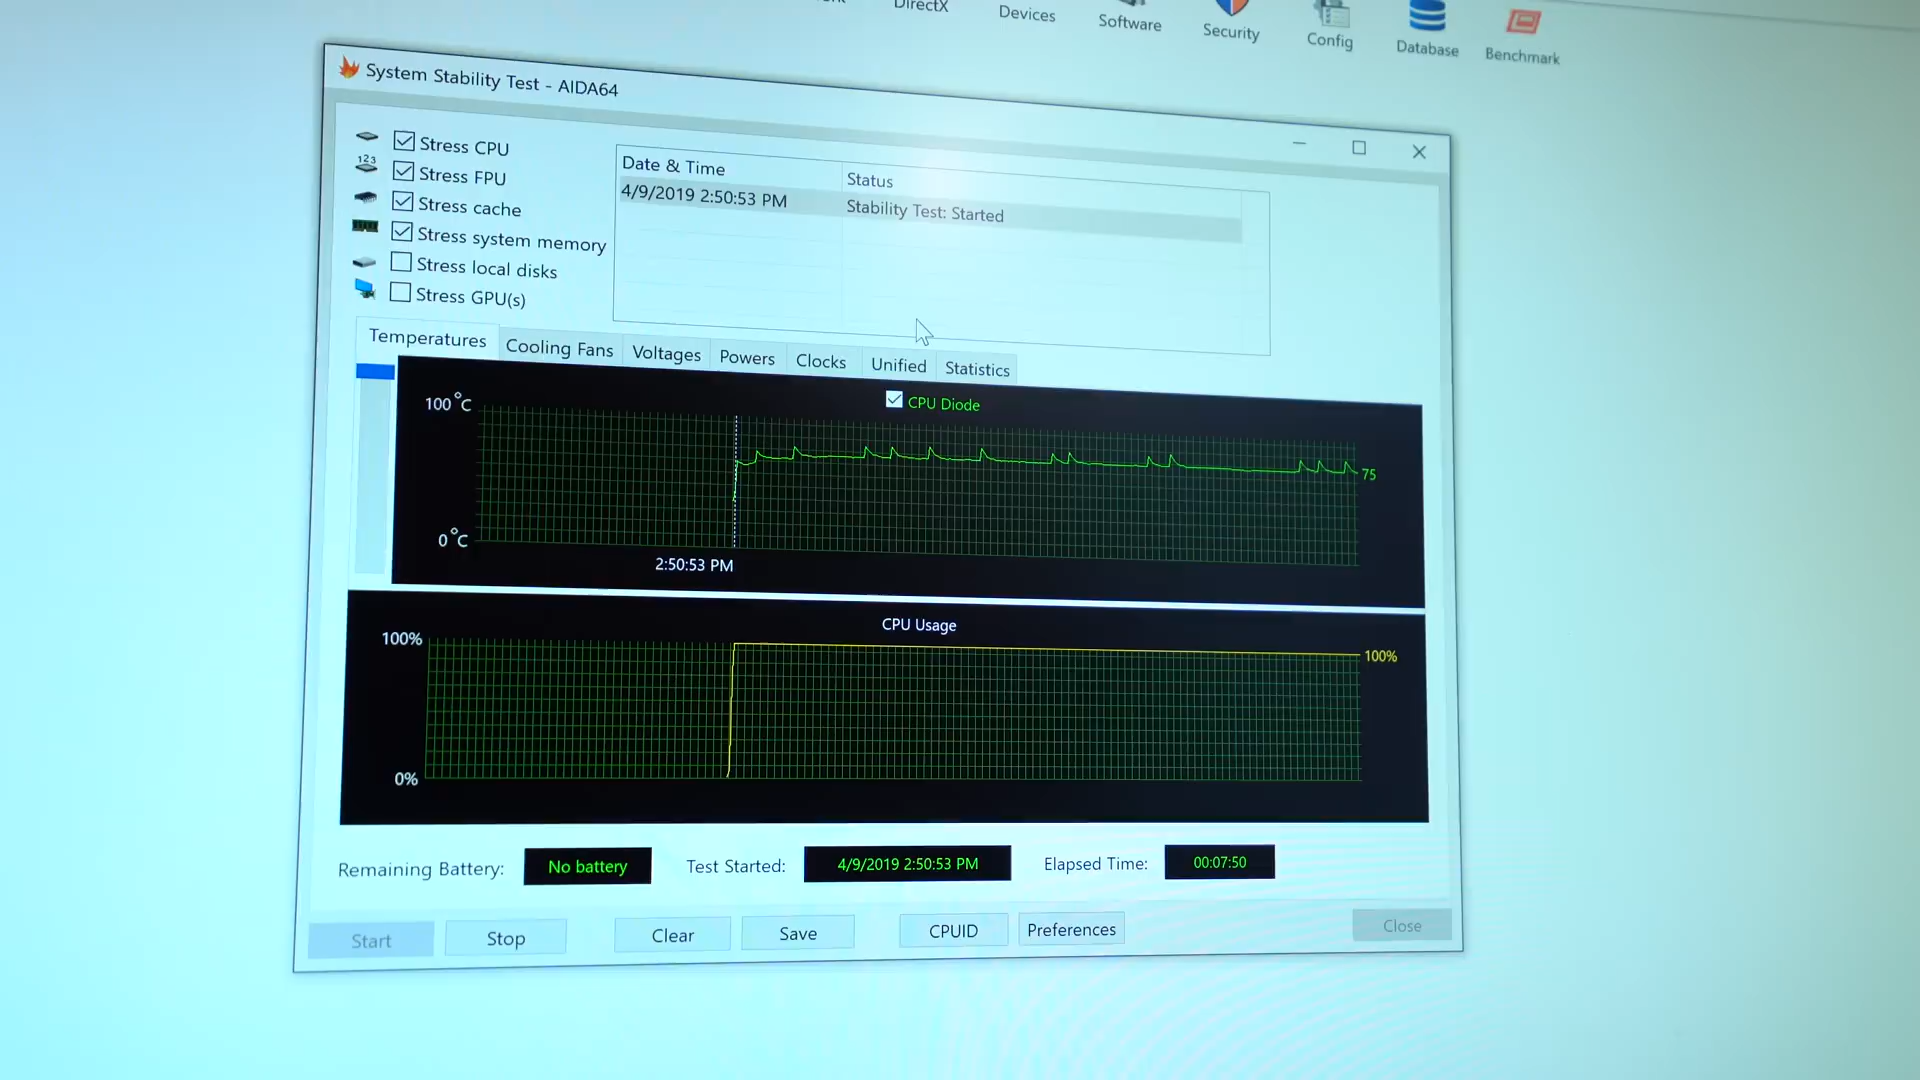 DirectX
Devices
Software
Security
Config
Database
Benchmark
System Stability Test - AIDA64
Stress CPU
123
Stress FPU
Stress cache
Stress system memory
Stress local disks
Stress GPU(s)
Date & Time
Status
4/9/2019 2:50:53 PM
Stability Test: Started
Temperatures
Cooling Fans
Voltages
Powers
Clocks
Unified
Statistics
100°C
CPU Diode
75
0°C
2:50:53 PM
CPU Usage
100%
100%
0%
Remaining Battery:
No battery
Test Started:
4/9/2019 2:50:53 PM
Elapsed Time:
00:07:50
Start
Stop
Clear
Save
CPUID
Preferences
Close